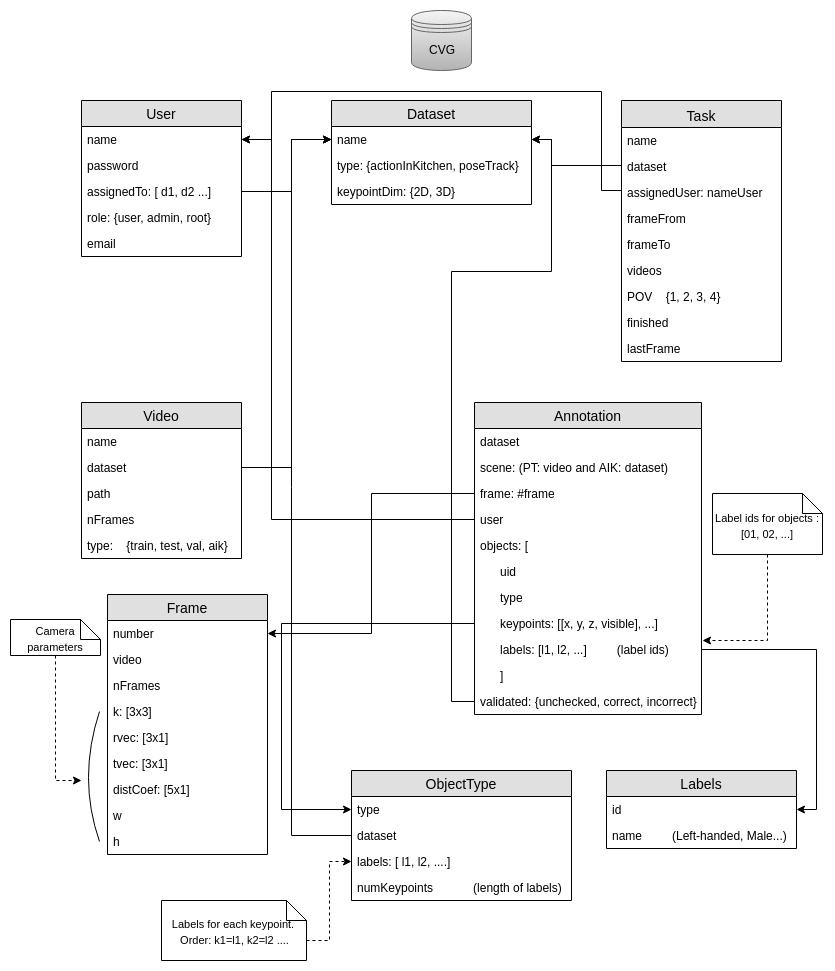 CVG
User
name
password
assignedTo: [ d1, d2 ...]
role: {user, admin, root}
email
Dataset
name
type: {actionInKitchen, poseTrack}
keypointDim: {2D, 3D}
Task
name
dataset
assignedUser: nameUser
frameFrom
frameTo
videos
POV {1, 2, 3, 4}
finished
lastFrame
Video
name
dataset
path
nFrames
type: {train, test, val, aik}
Annotation
dataset
scene: (PT: video and AIK: dataset)
frame: #frame
user
objects: [
uid
type
keypoints: [[x, y, z, visible], ...]
labels: [l1, l2, ...] (label ids)
]
validated: {unchecked, correct, incorrect}
Label ids for objects :
[01, 02, ...]
Frame
number
video
nFrames
k: [3x3]
rvec: [3x1]
tvec: [3x1]
distCoef: [5x1]
w
h
Camera
parameters
ObjectType
type
dataset
labels: [ l1, l2, ....]
numKeypoints (length of labels)
Labels
id
name (Left-handed, Male...)
Labels for each keypoint.
Order: k1=l1, k2=l2 ....